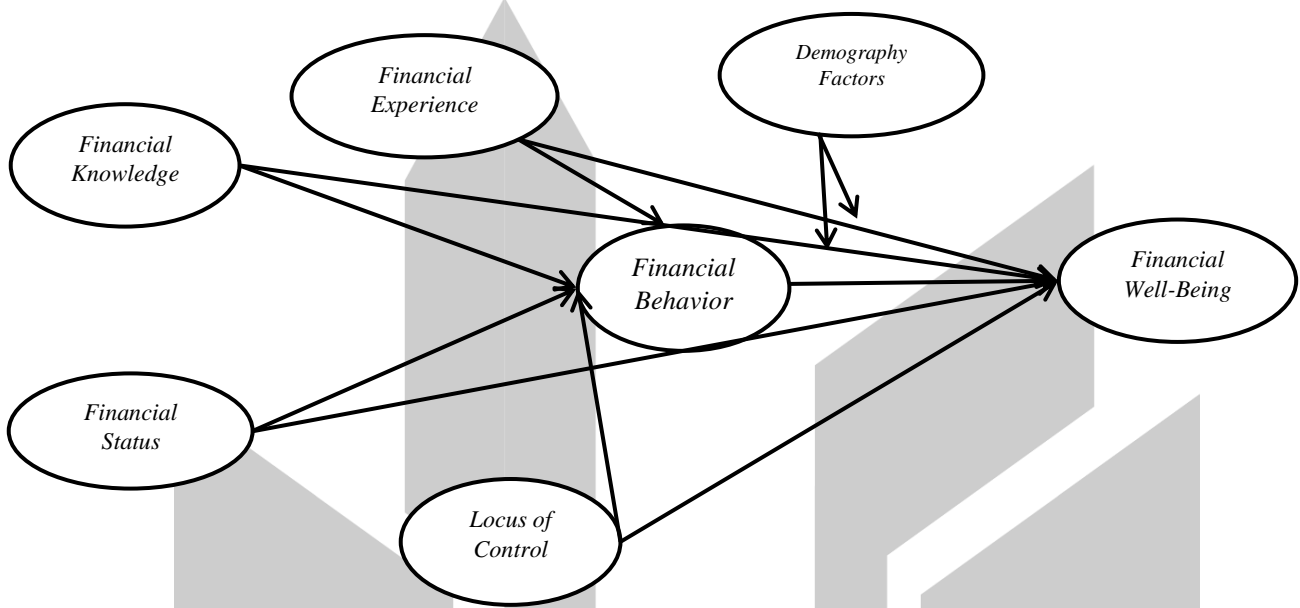 Demography
Factors
Financial
Experience
Financial
Knowledge
Financial
Behavior
Financial
Well-Being
Financial
Status
Locus of
Control